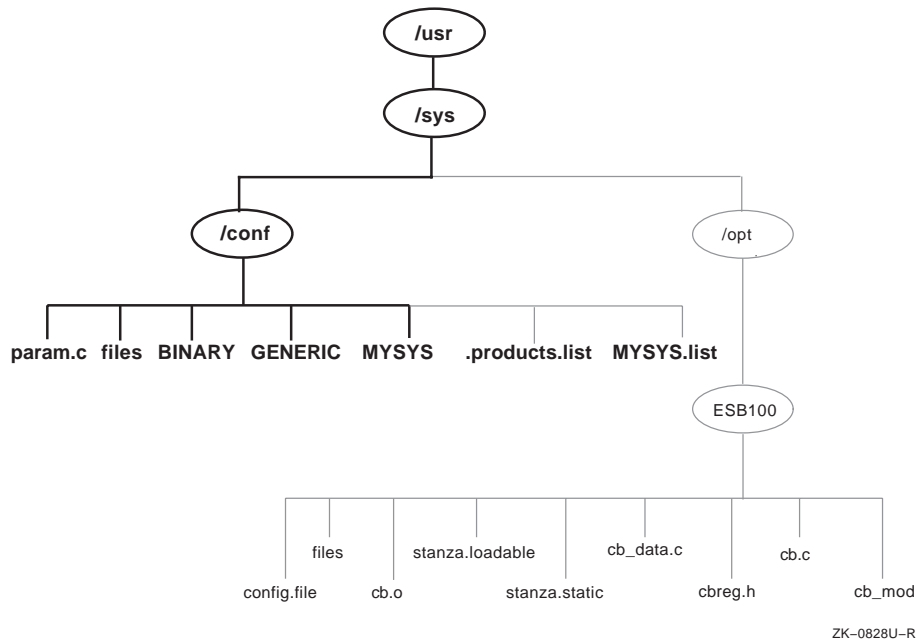 /usr
/sys
/conf
/opt
param.c files BINARY GENERIC MYSYS .products.list MYSYS.list
ESB100
files stanza.loadable cb_data.c cb.c
config.file cb.o stanza.static cbreg.h cb_mod
ZK–0828U–R